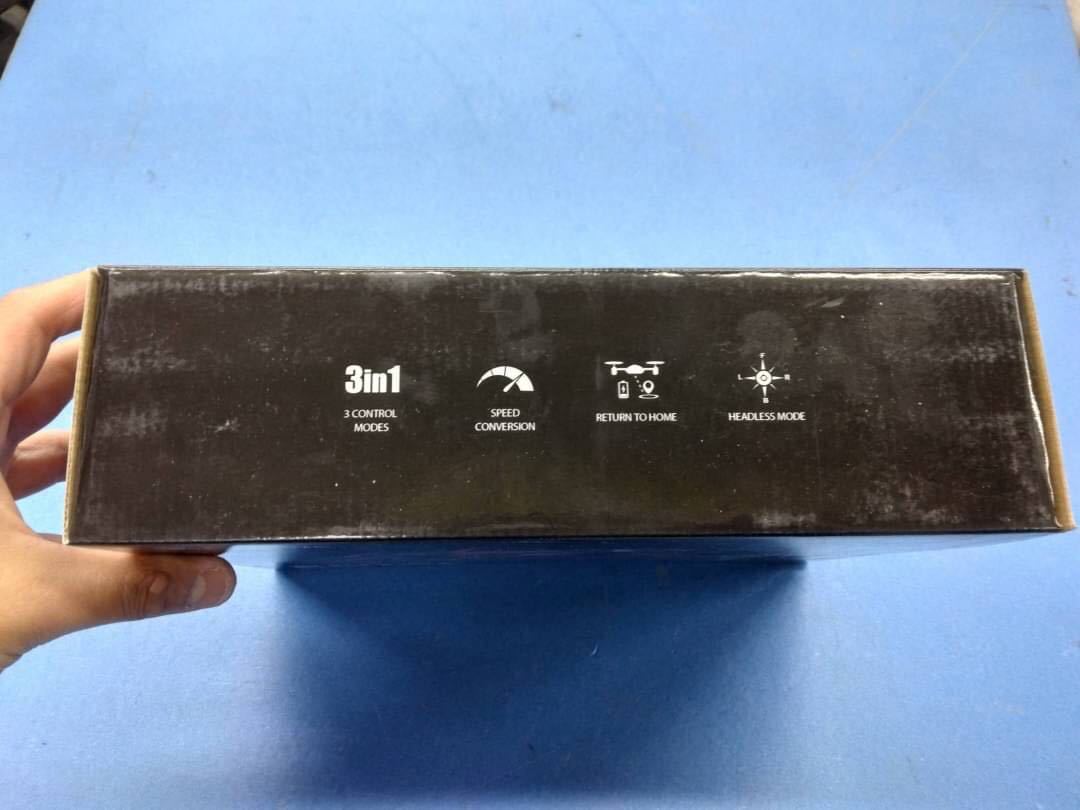 3in1
3 CONTROL
MODES
SPEED
CONVERSION
RETURN TO HOME
F
L
R
B
HEADLESS MODE